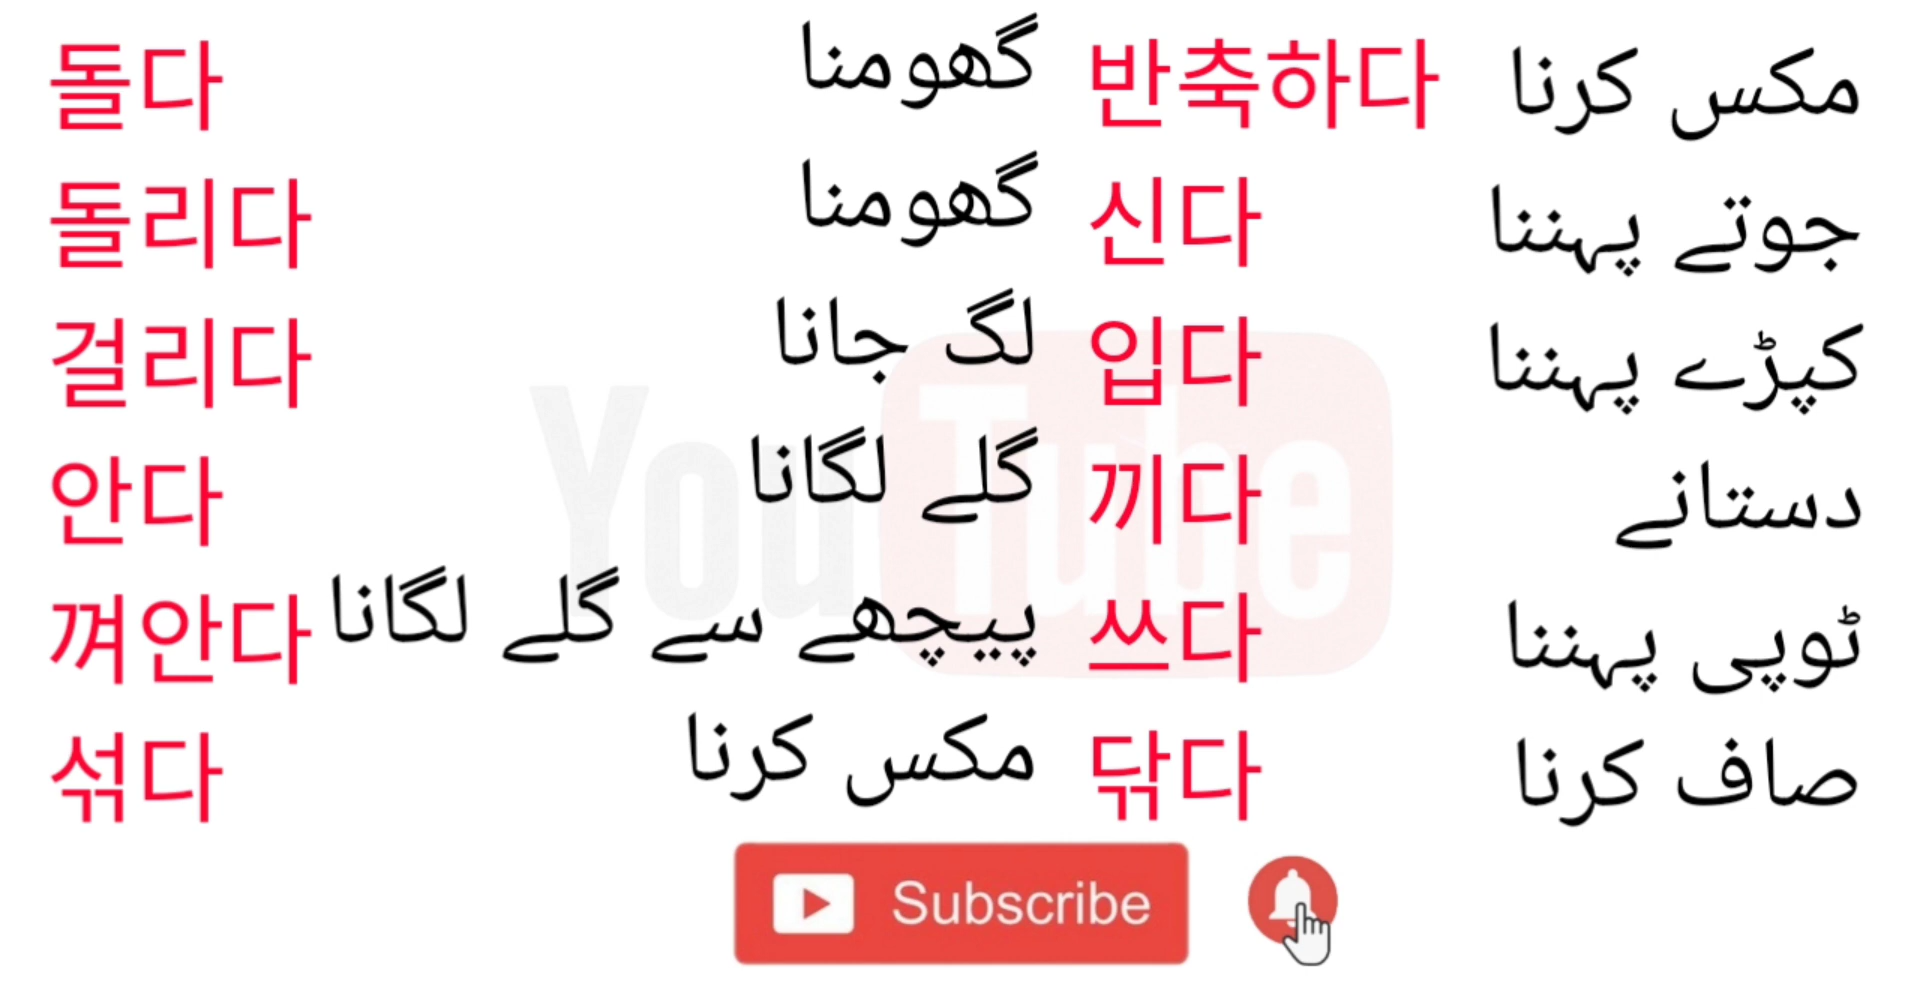 돌다 گھومنا 반축하다 مکس کرنا
돌리다 گھومنا 신다 جوتے پہننا
걸리다 لگ جانا 입다 کپڑے پہننا
안다 گلے لگانا 끼다 دستانے
껴안다 پیچھے سے گلے لگانا 쓰다 ٹوپی پہننا
섞다 مکس کرنا 닦다 صاف کرنا
YouTube
Subscribe